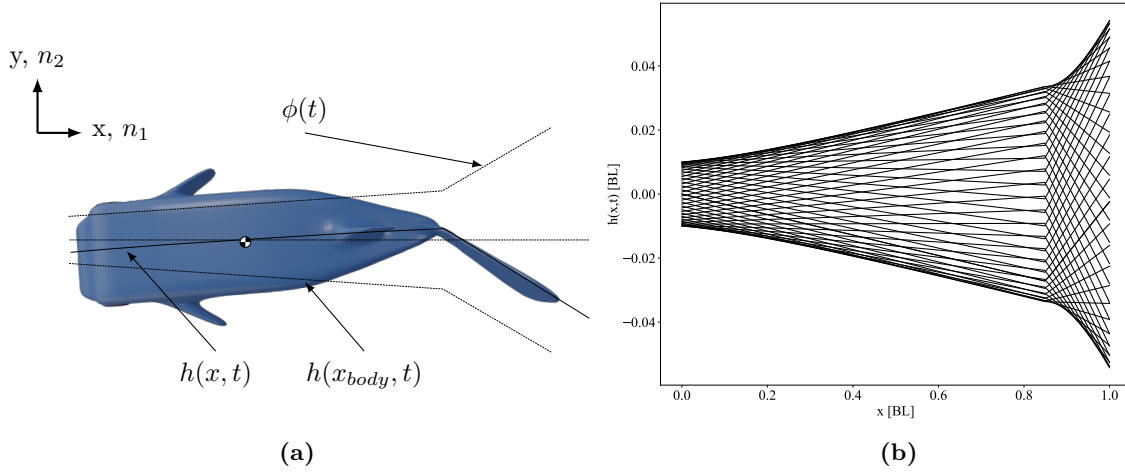 y, n₂
x, n₁
ϕ(t)
h(x, t)
h(x_body, t)
(a)
h(x,t) [BL]
0.04
0.02
0.00
−0.02
−0.04
0.0 0.2 0.4 0.6 0.8 1.0
x [BL]
(b)